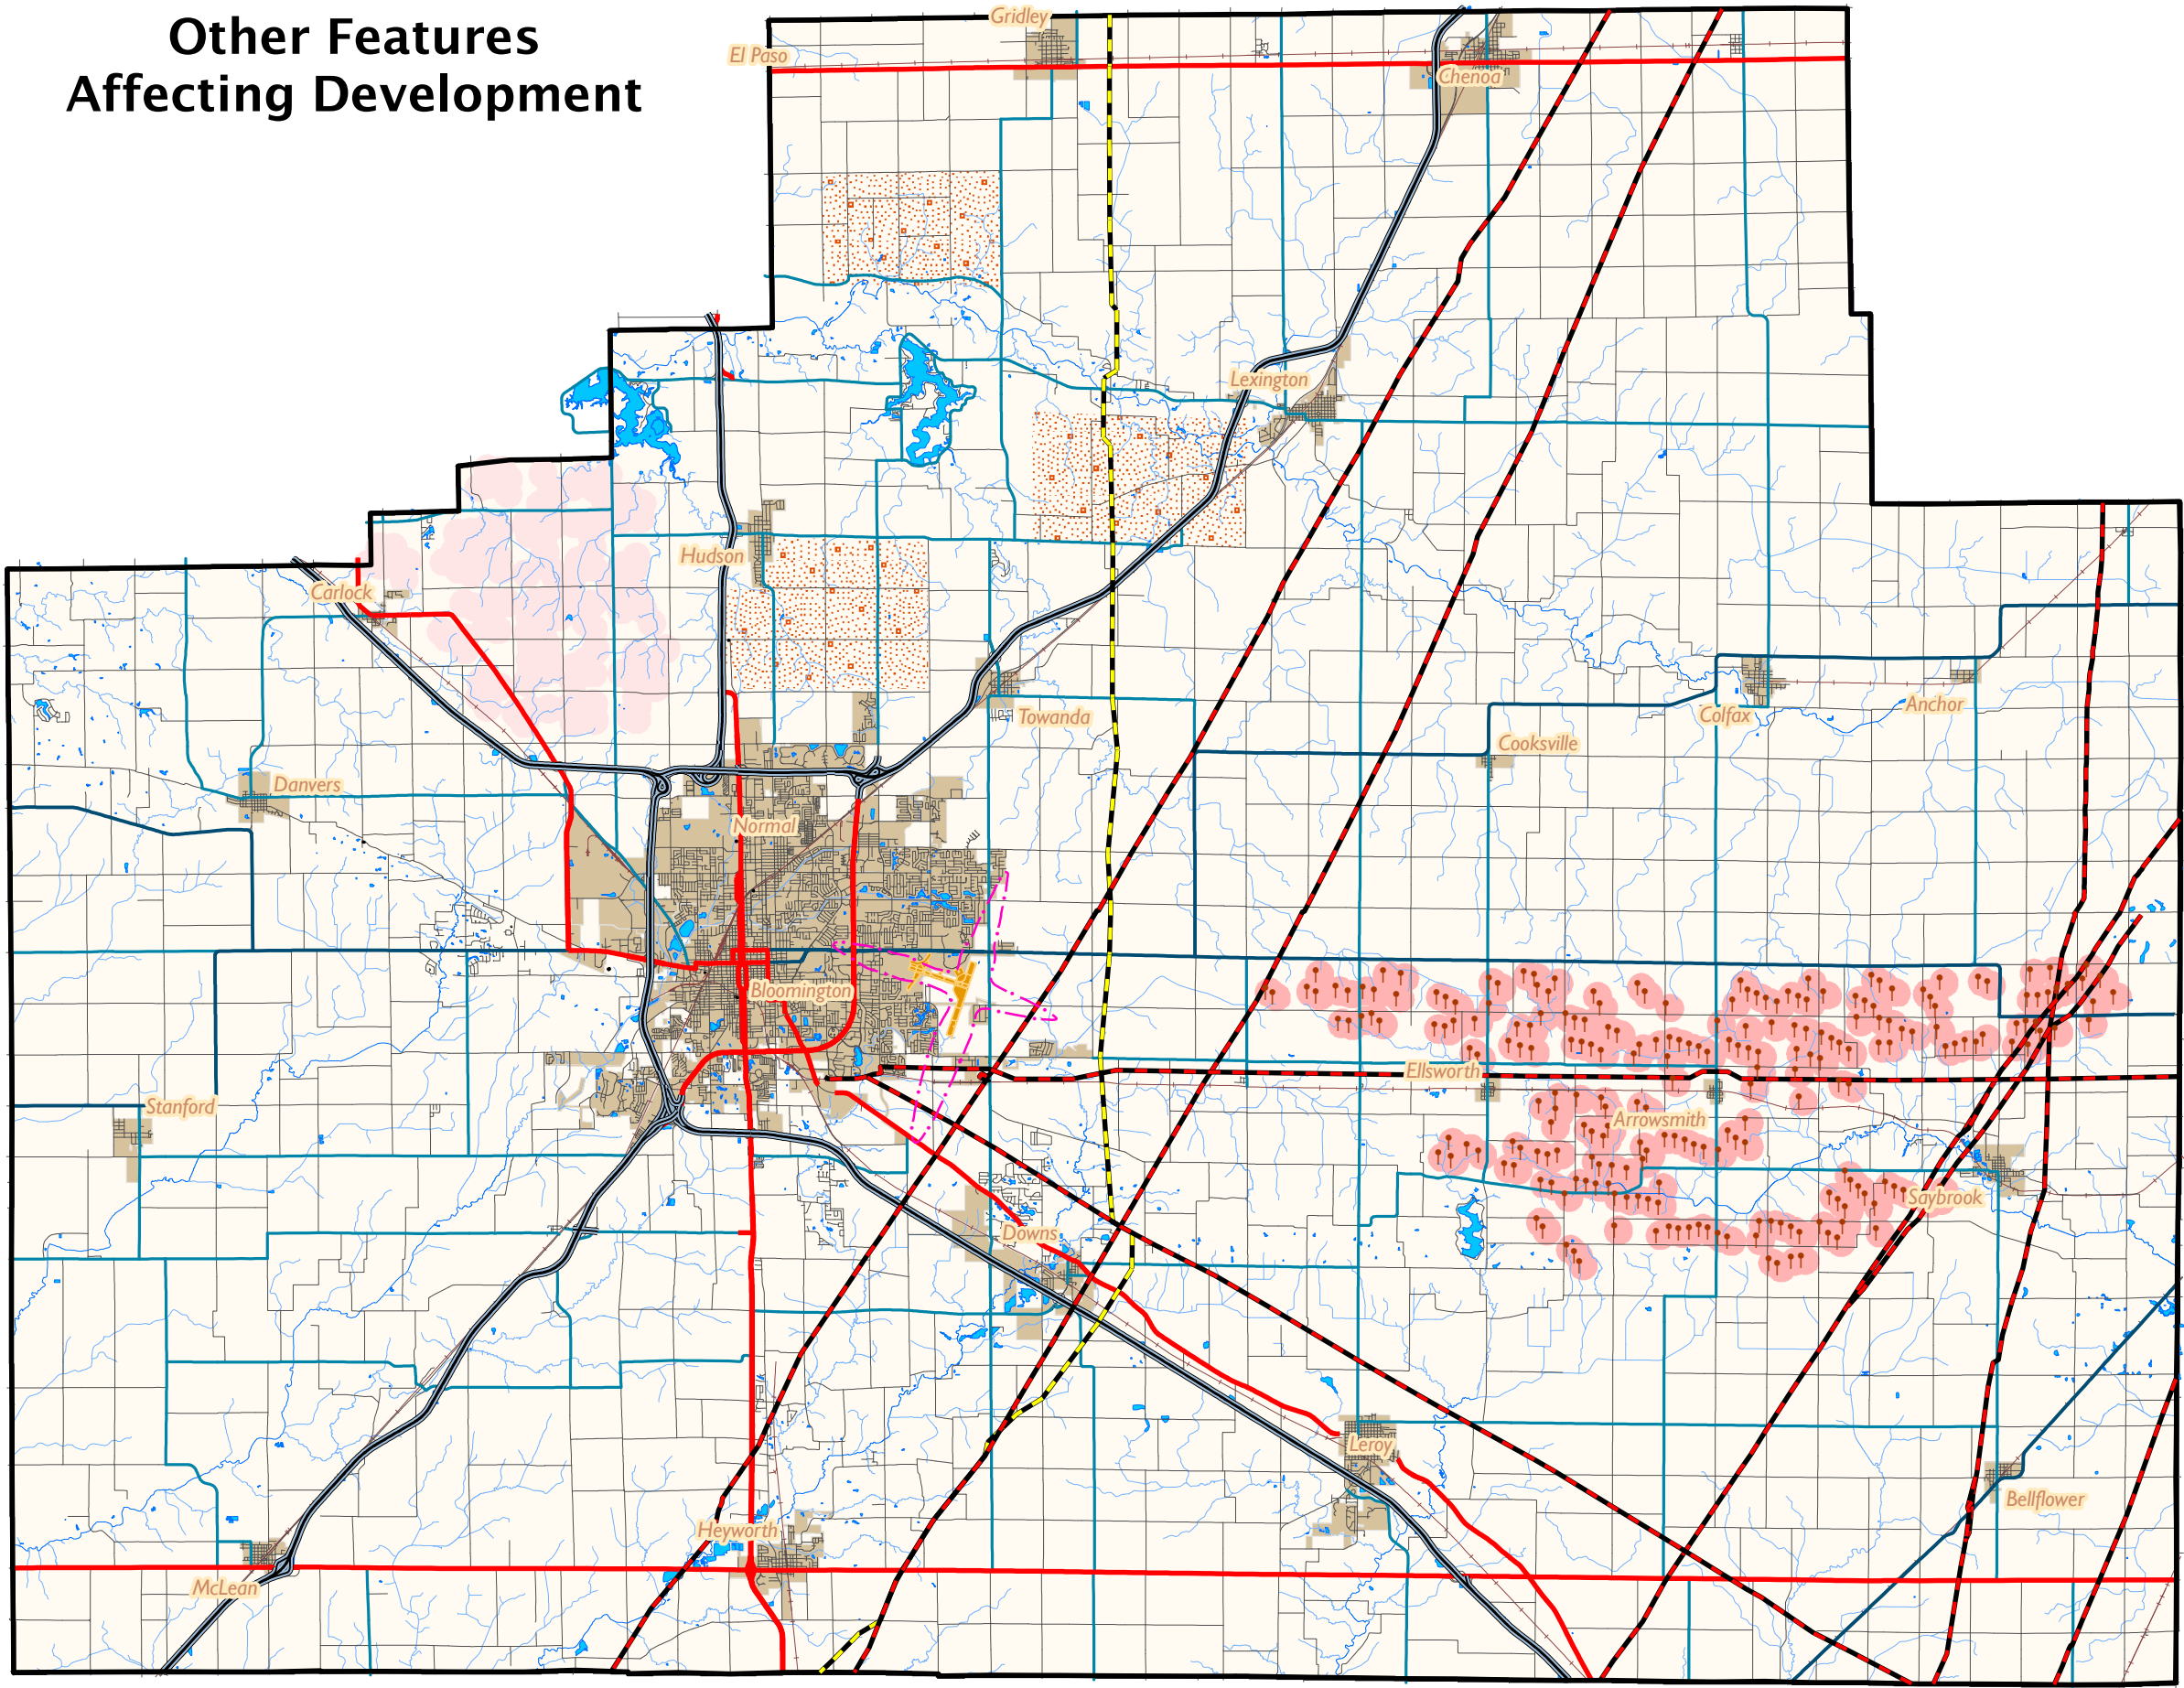 Other Features
Affecting Development
Gridley
El Paso
Chenoa
Lexington
Hudson
Carlock
Towanda
Colfax
Anchor
Cooksville
Danvers
Normal
Bloomington
Ellsworth
Stanford
Arrowsmith
Saybrook
Downs
Leroy
Bellflower
Heyworth
McLean